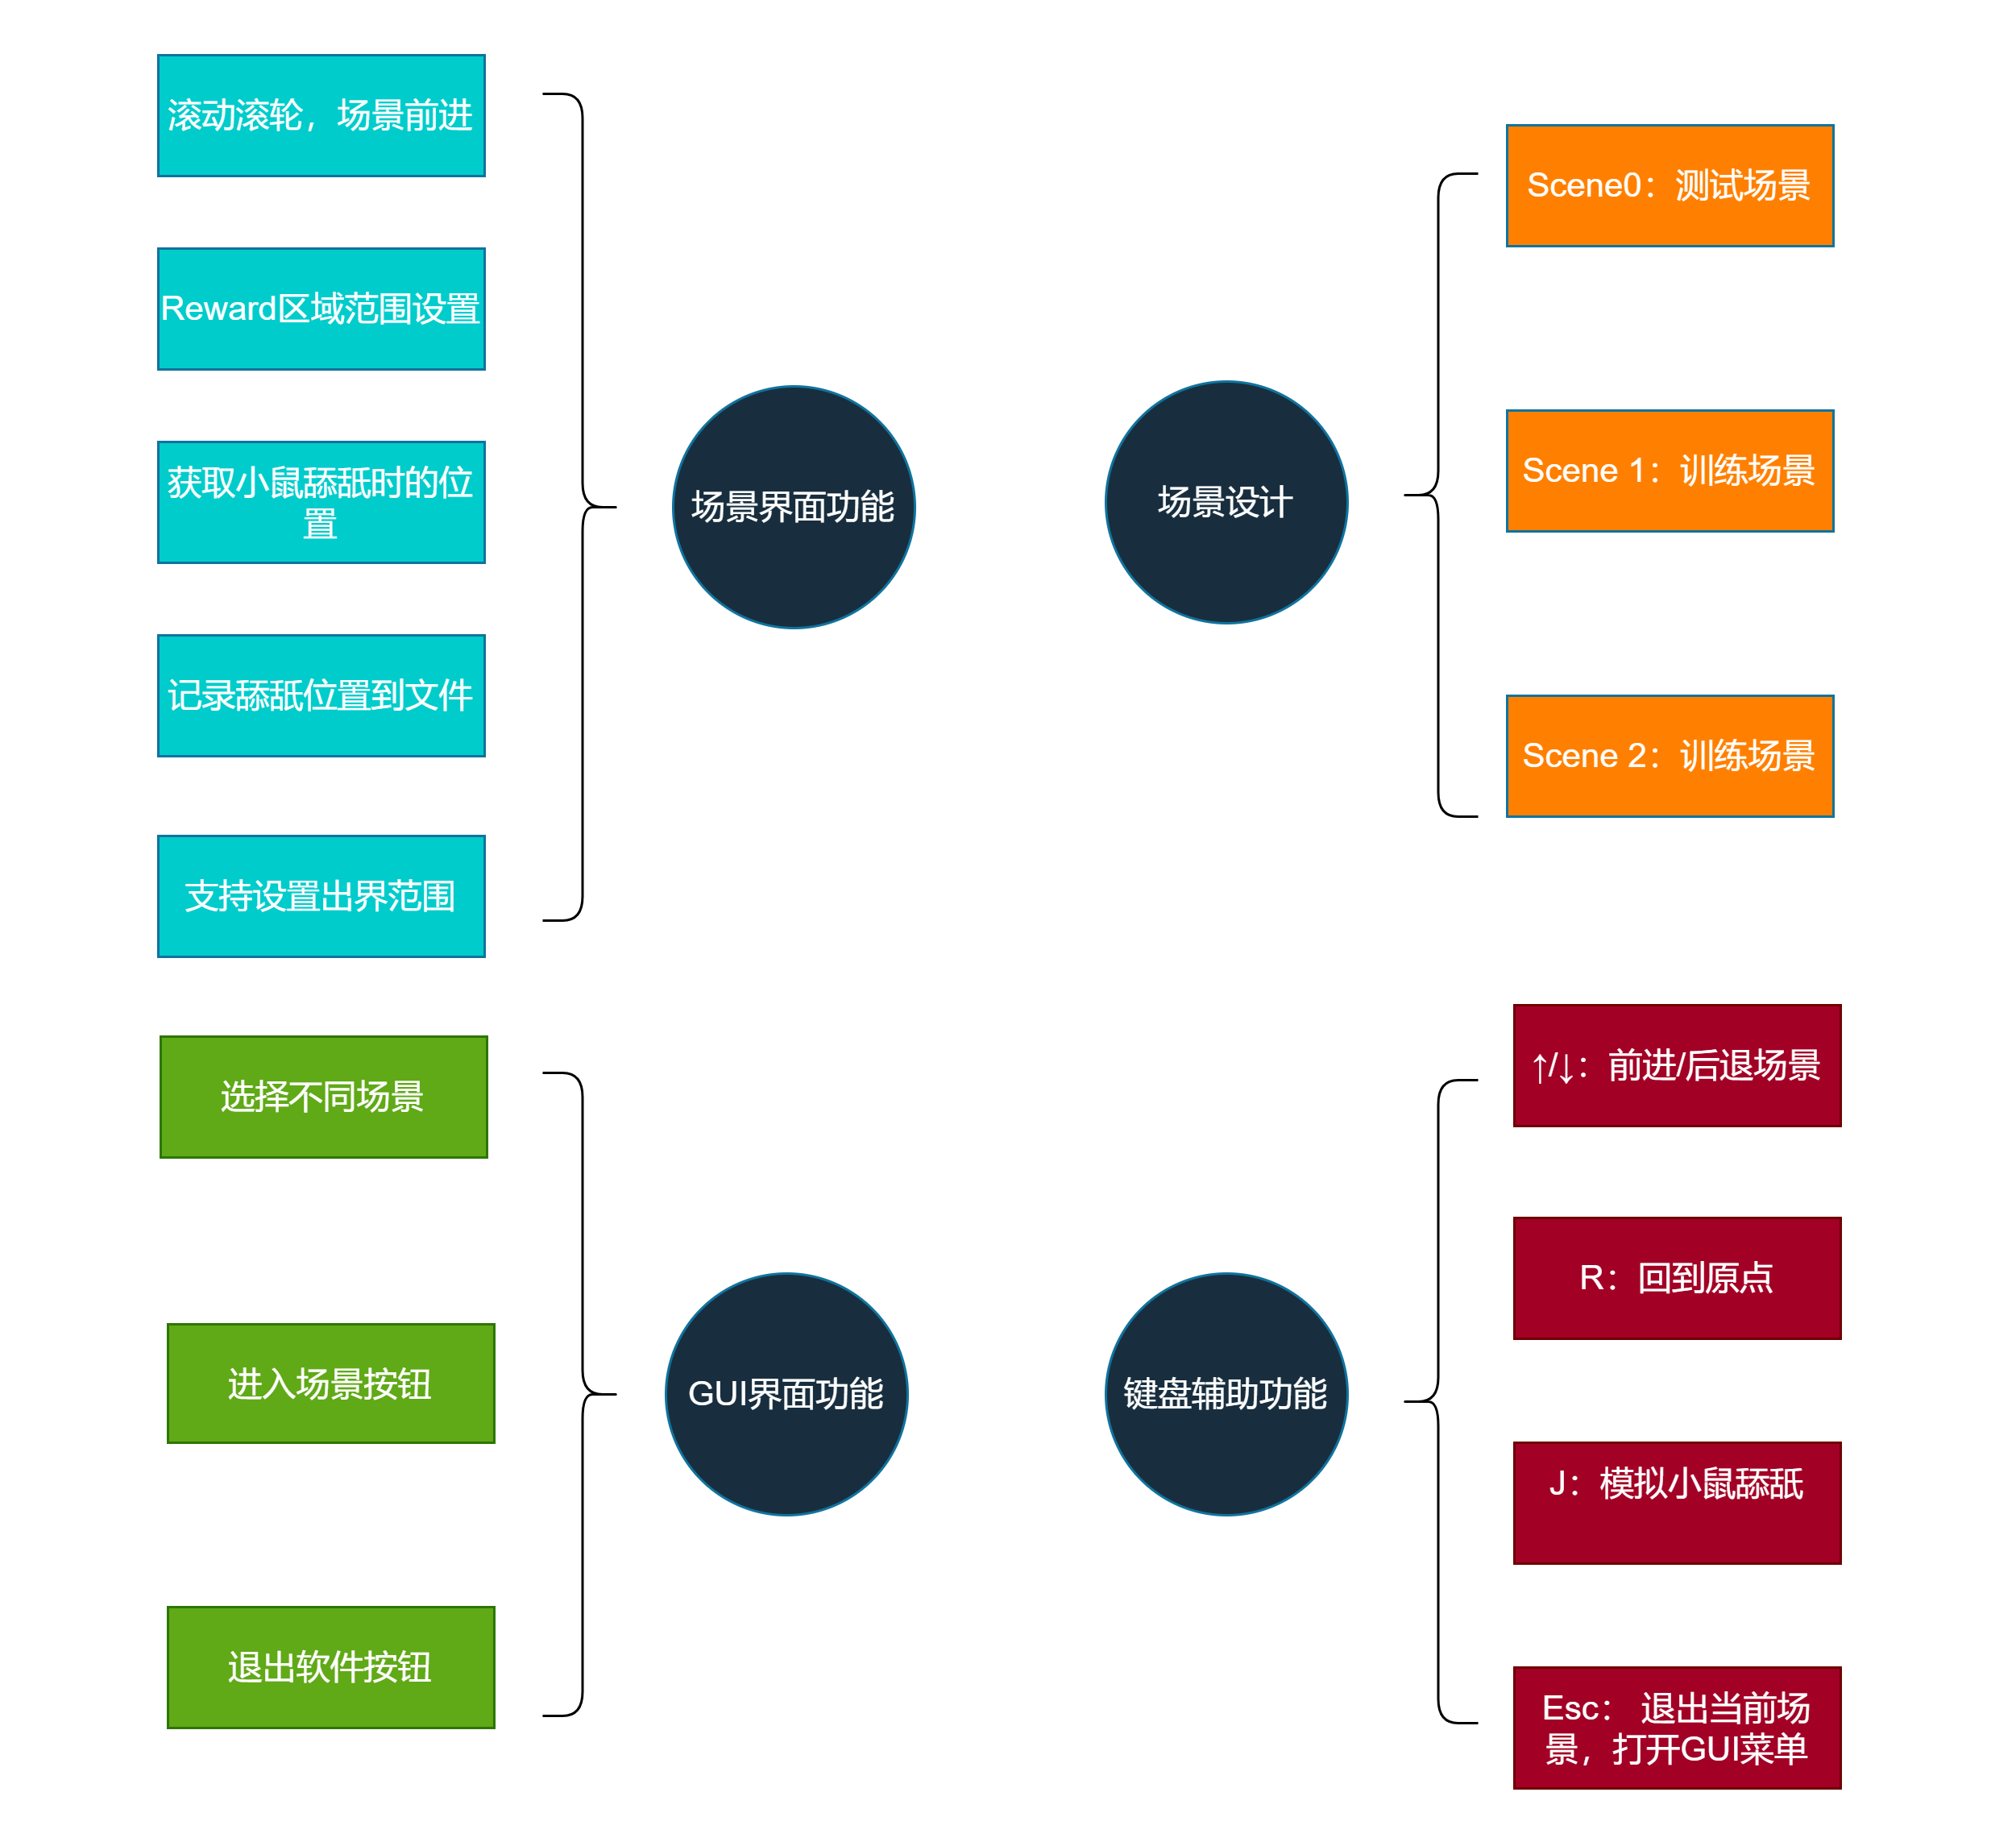 滚动滚轮，场景前进
Reward区域范围设置
获取小鼠舔舐时的位
置
记录舔舐位置到文件
支持设置出界范围
场景界面功能
场景设计
Scene0：测试场景
Scene 1：训练场景
Scene 2：训练场景
选择不同场景
进入场景按钮
退出软件按钮
GUI界面功能
键盘辅助功能
↑/↓：前进/后退场景
R：回到原点
J：模拟小鼠舔舐
Esc： 退出当前场
景，打开GUI菜单